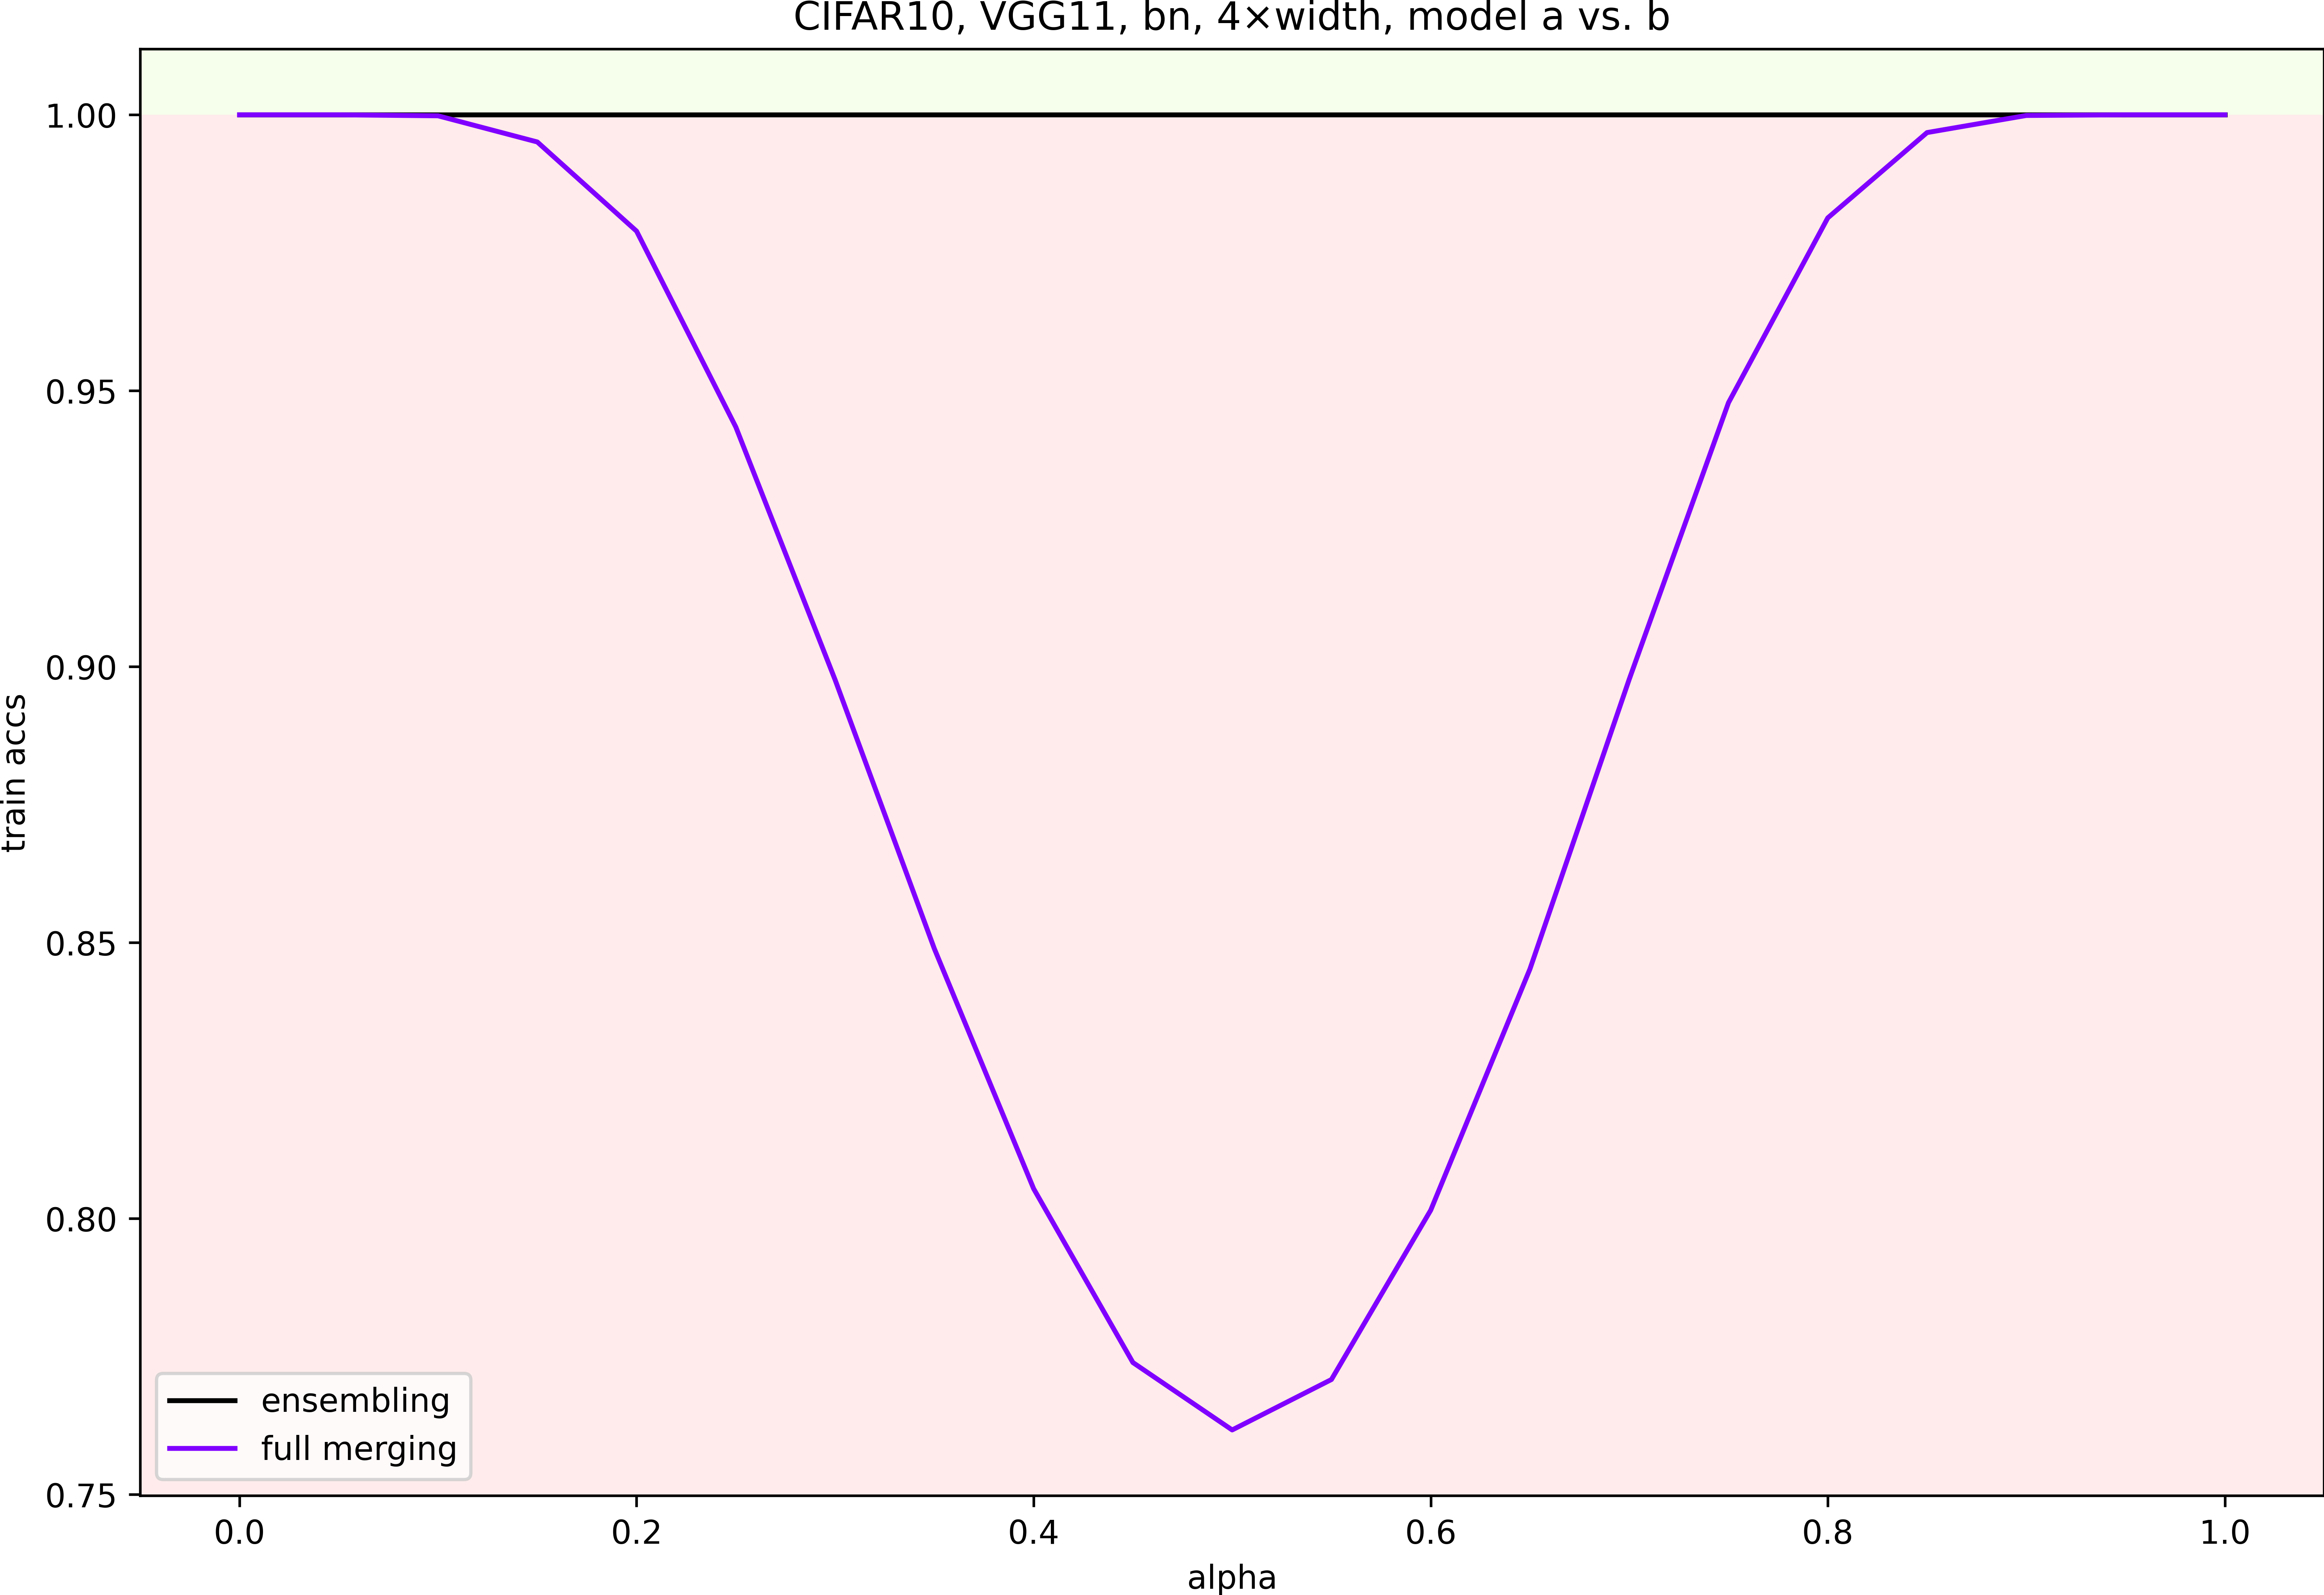 CIFAR10, VGG11, bn, 4×width, model a vs. b
1.00
0.95
0.90
0.85
0.80
0.75
train accs
ensembling
full merging
0.0 0.2 0.4 0.6 0.8 1.0
alpha